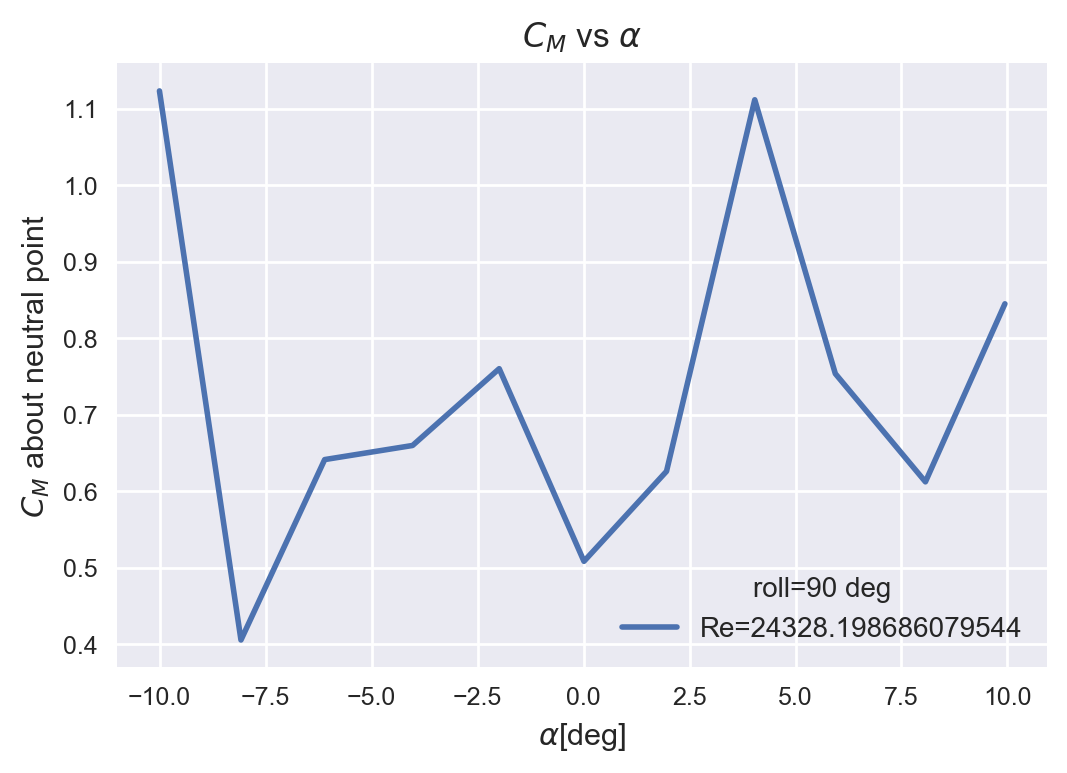 C_M vs α
C_M about neutral point
1.1
1.0
0.9
0.8
0.7
0.6
0.5
0.4
roll=90 deg
Re=24328.198686079544
−10.0 −7.5 −5.0 −2.5 0.0 2.5 5.0 7.5 10.0
α[deg]